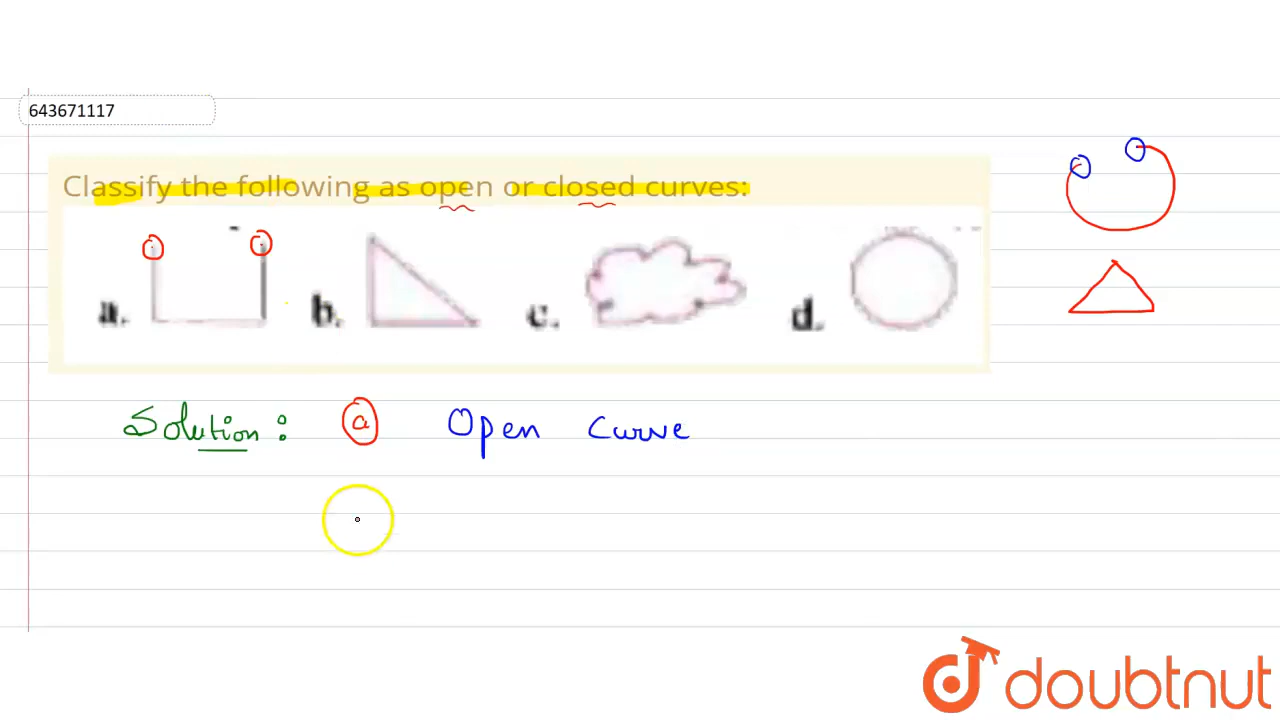 643671117
Classify the following as open or closed curves:
a. b. c. d.
Solution: a Open Curve
doubtnut